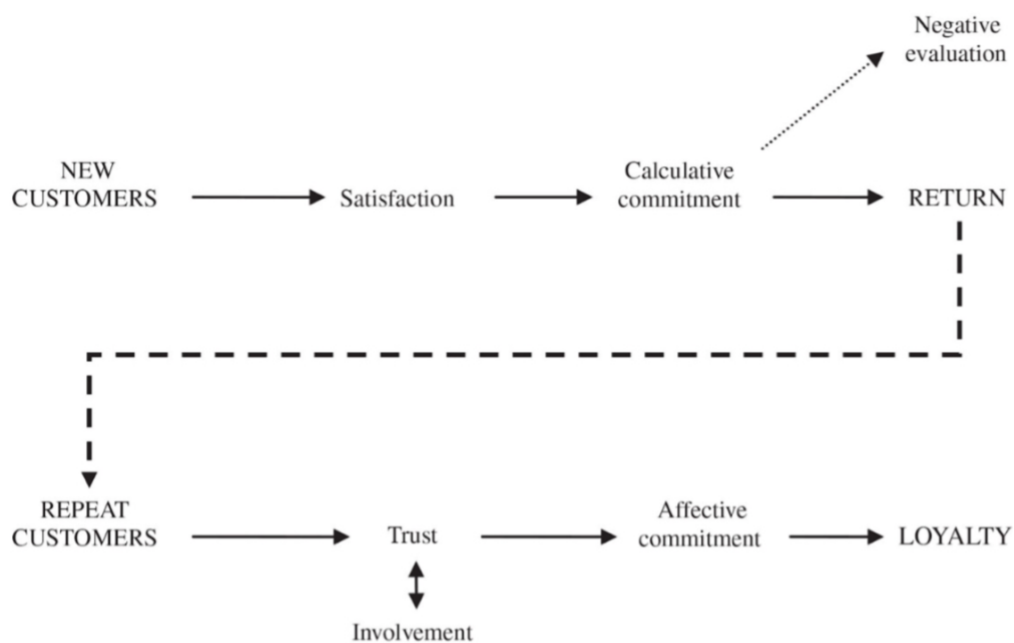 Negative
evaluation
NEW
CUSTOMERS
Satisfaction
Calculative
commitment
RETURN
REPEAT
CUSTOMERS
Trust
Affective
commitment
LOYALTY
Involvement